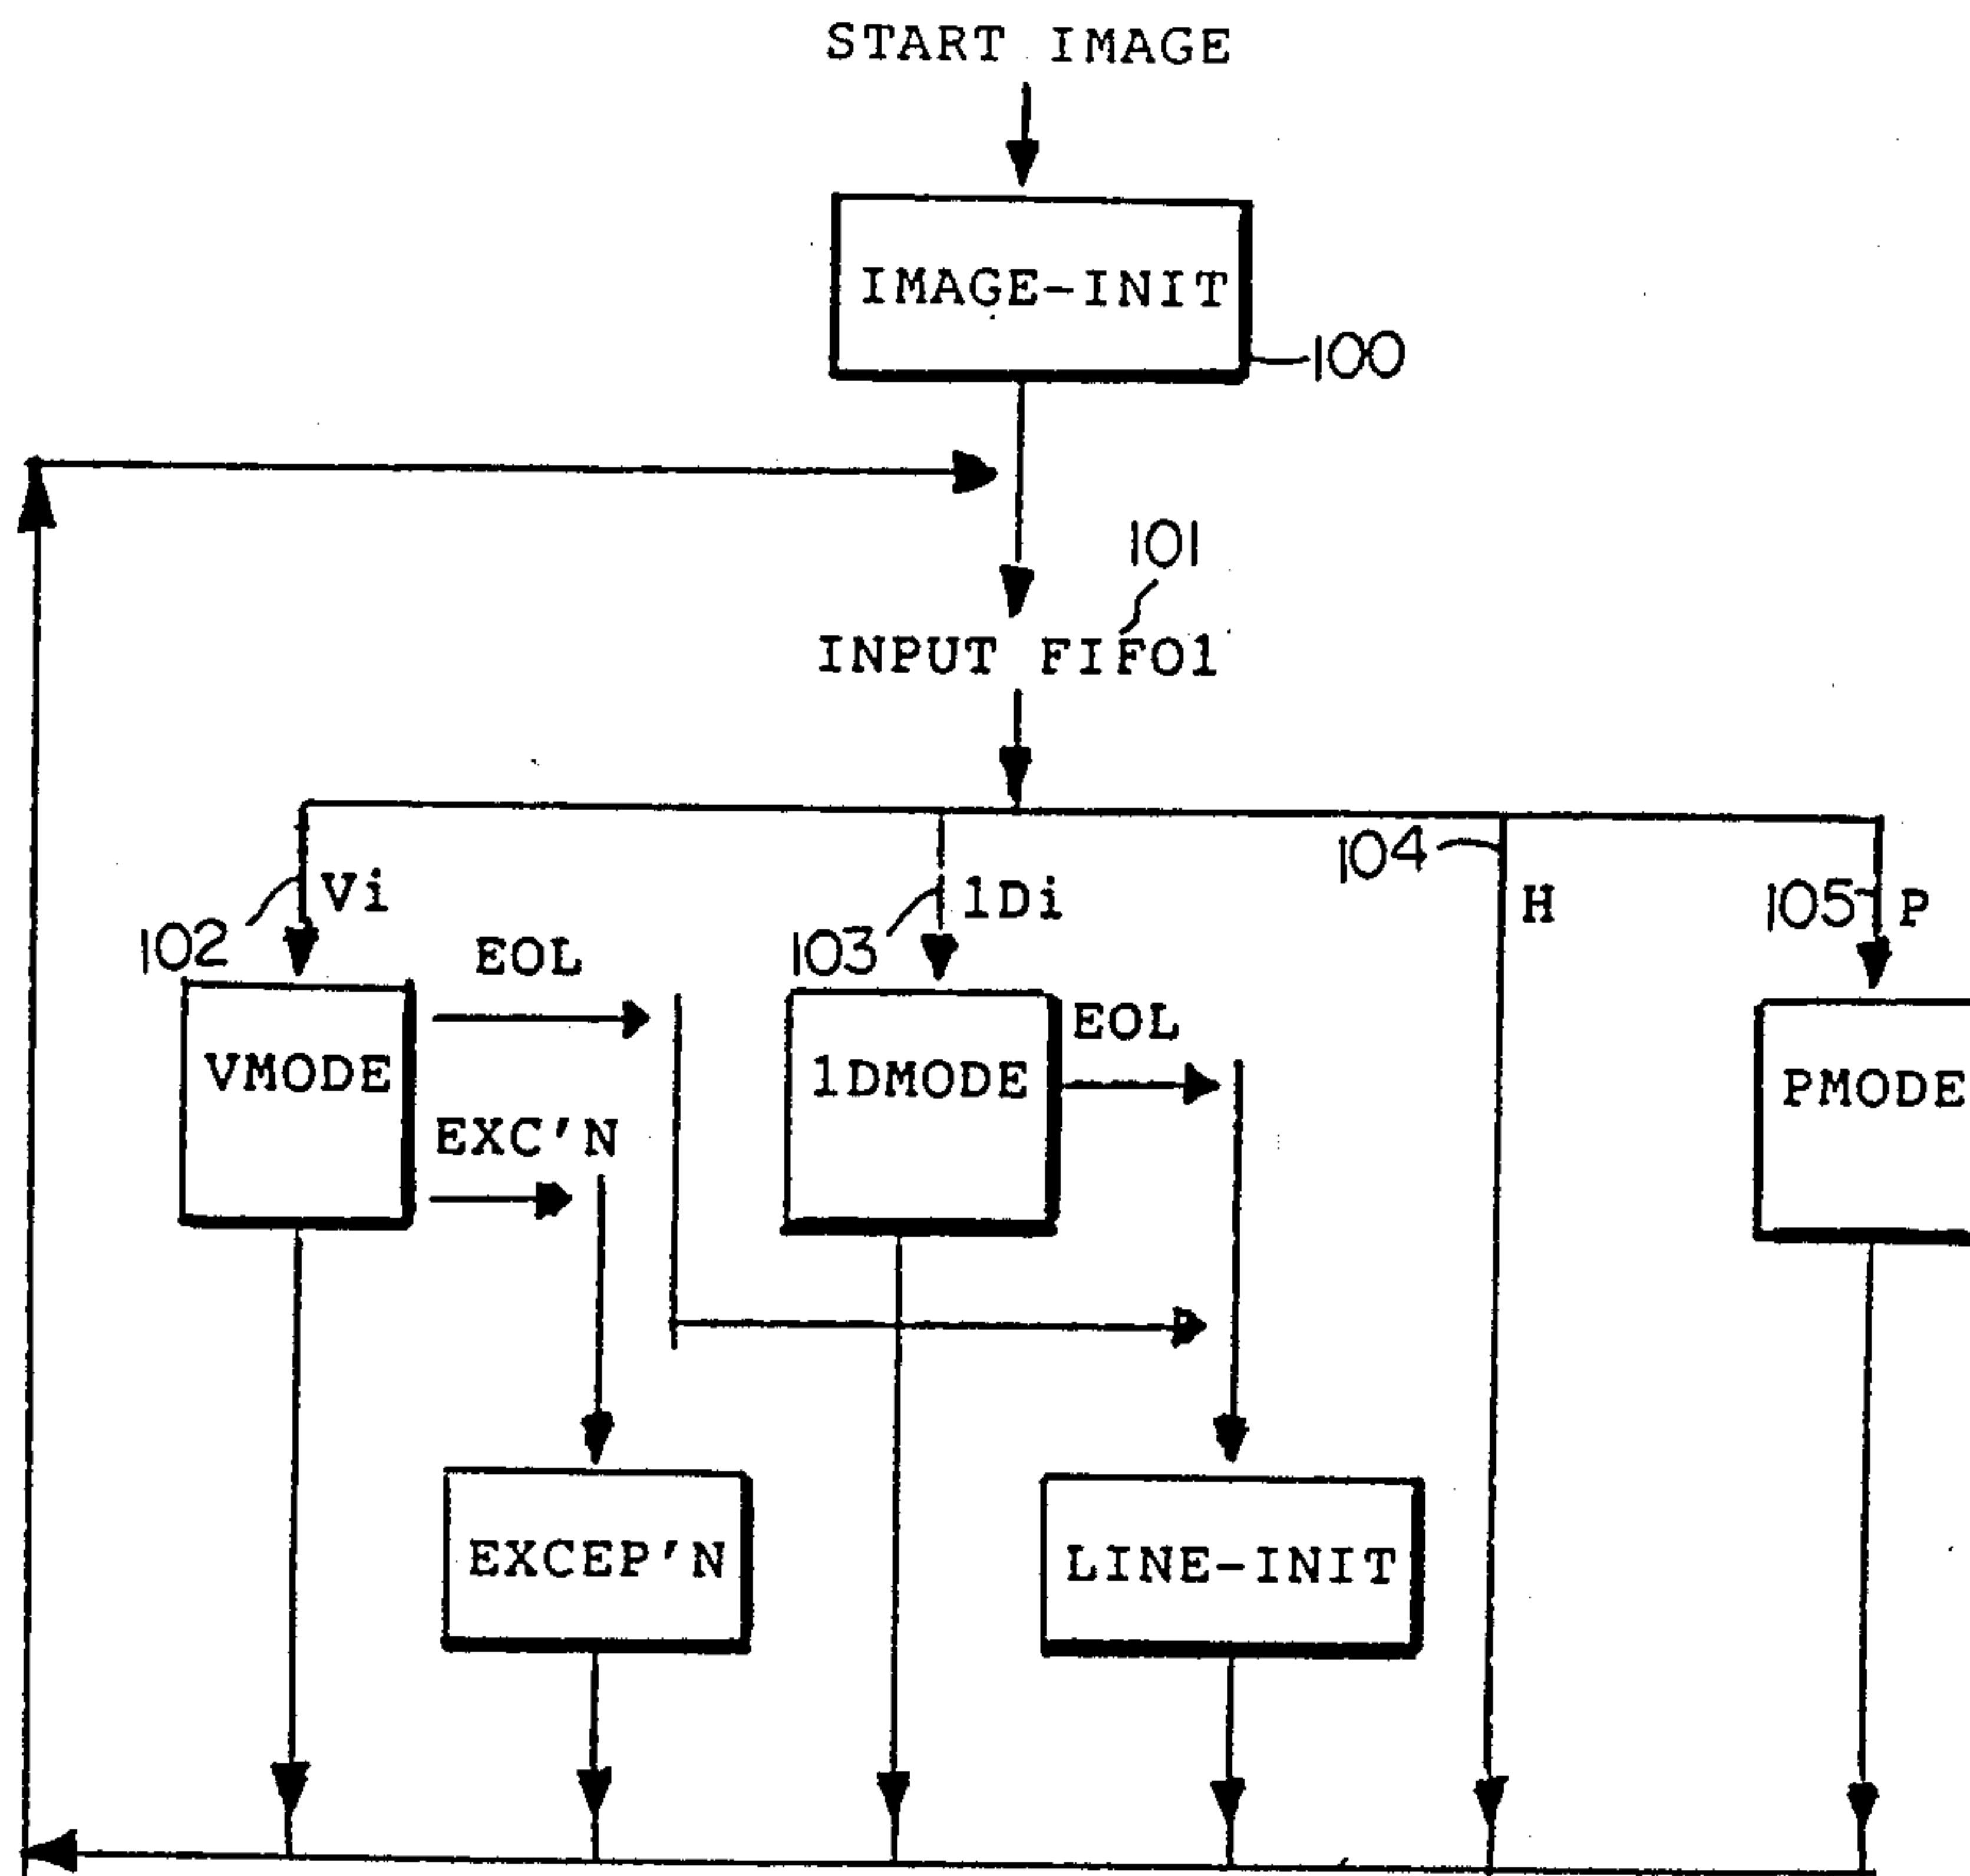 START IMAGE
IMAGE-INIT
100
101
INPUT FIFO1
104
102
Vi
103
1Di
H
105
P
EOL
EOL
VMODE
1DMODE
PMODE
EXC'N
EXCEP'N
LINE-INIT